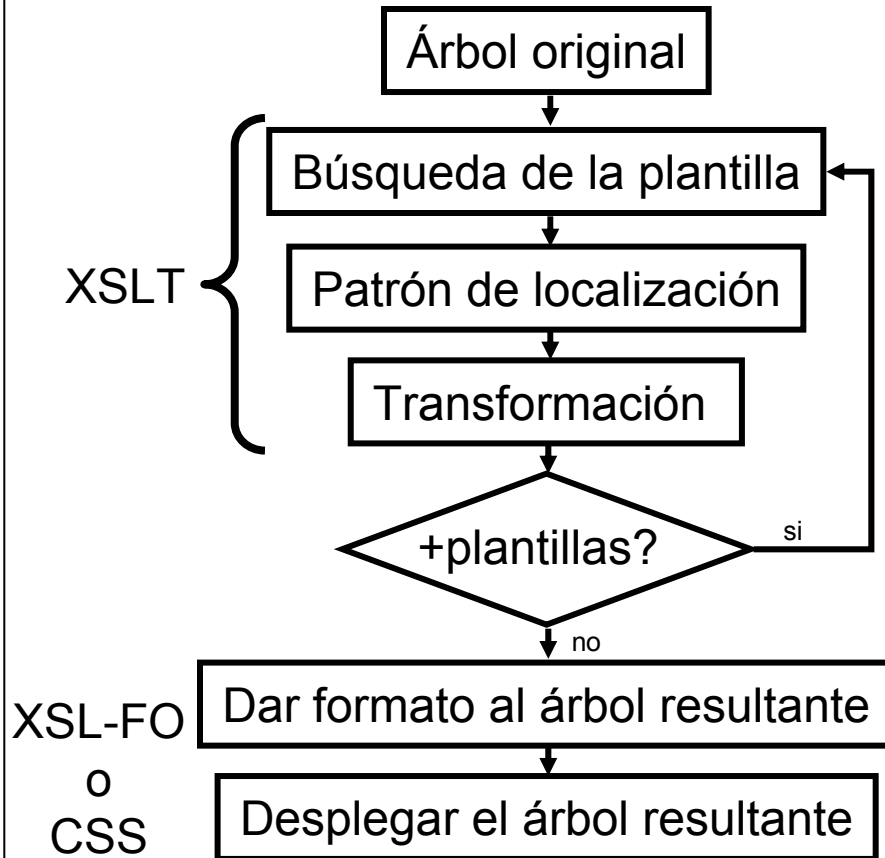 Árbol original
Búsqueda de la plantilla
Patrón de localización
XSLT
Transformación
+plantillas?
si
no
Dar formato al árbol resultante
XSL-FO
o
CSS
Desplegar el árbol resultante